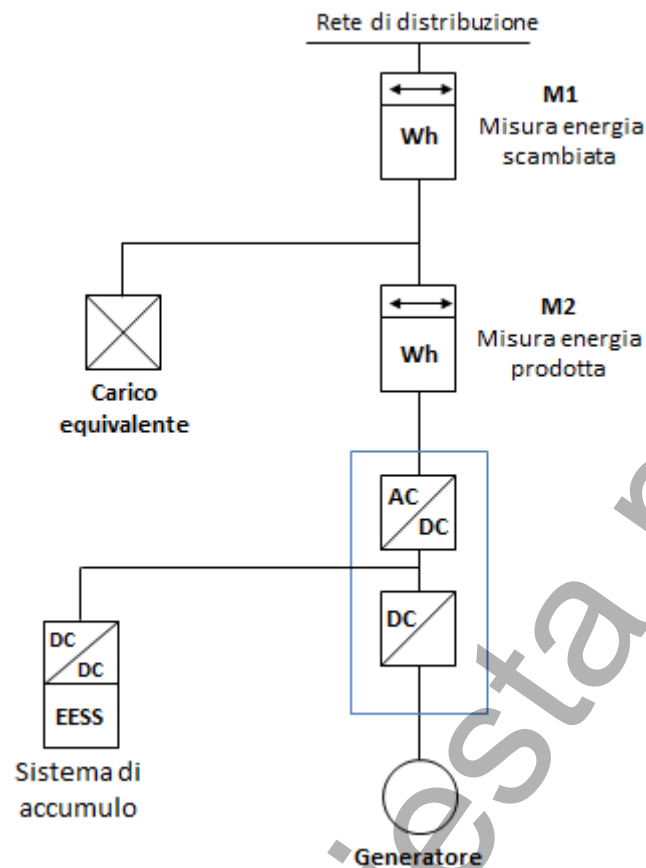 Rete di distribuzione
M1
Misura energia
scambiata
Wh
M2
Misura energia
prodotta
Wh
Carico
equivalente
AC
DC
DC
DC
DC
EESS
Sistema di
accumulo
Generatore